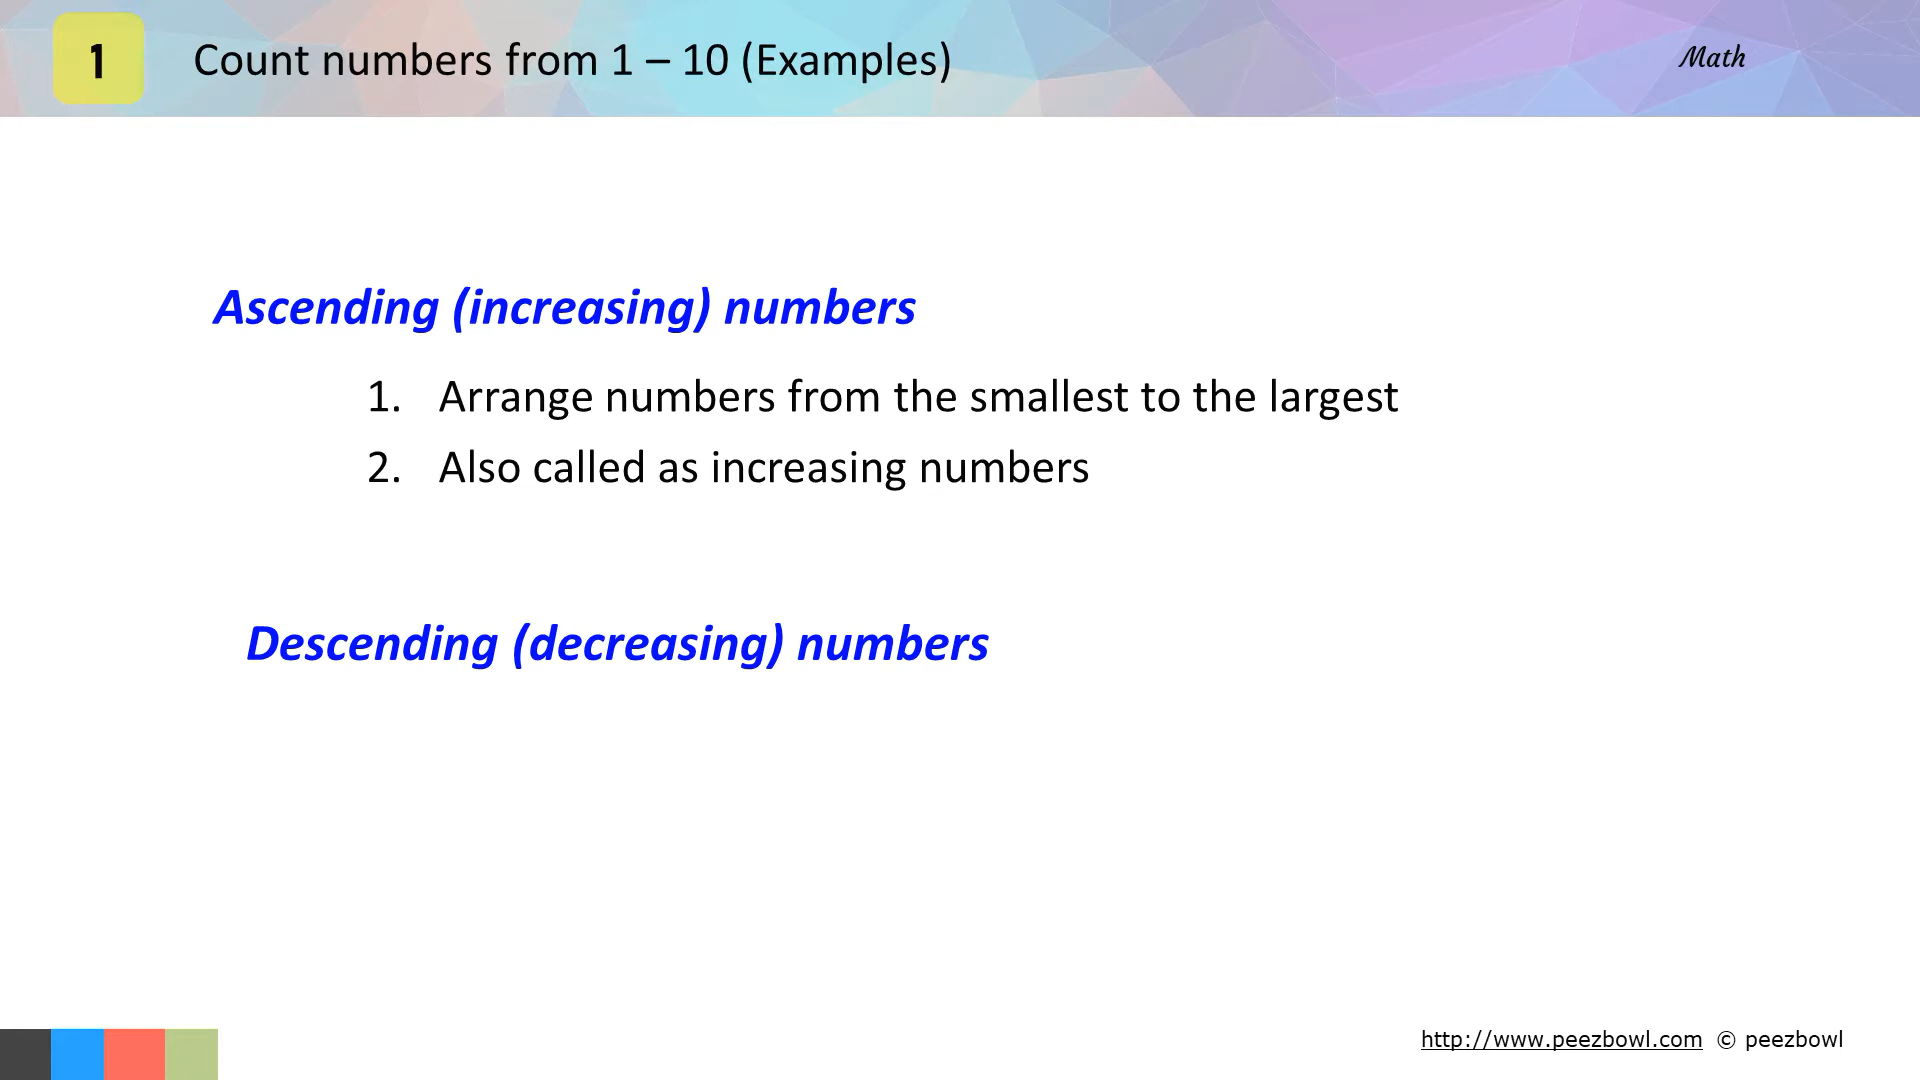 1
Count numbers from 1 – 10 (Examples)
Math
Ascending (increasing) numbers
1. Arrange numbers from the smallest to the largest
2. Also called as increasing numbers
Descending (decreasing) numbers
http://www.peezbowl.com © peezbowl